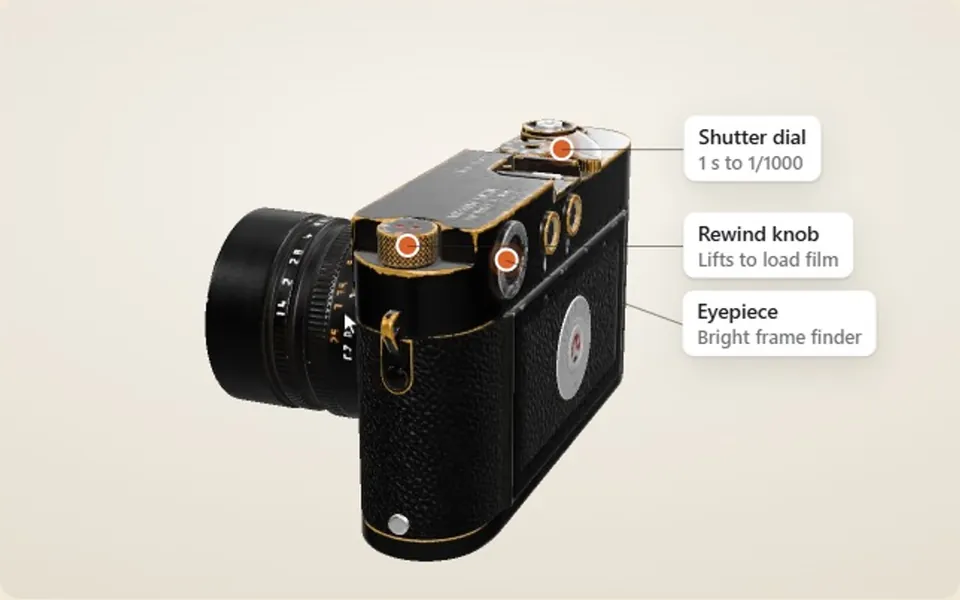 Shutter dial
1 s to 1/1000
Rewind knob
Lifts to load film
Eyepiece
Bright frame finder